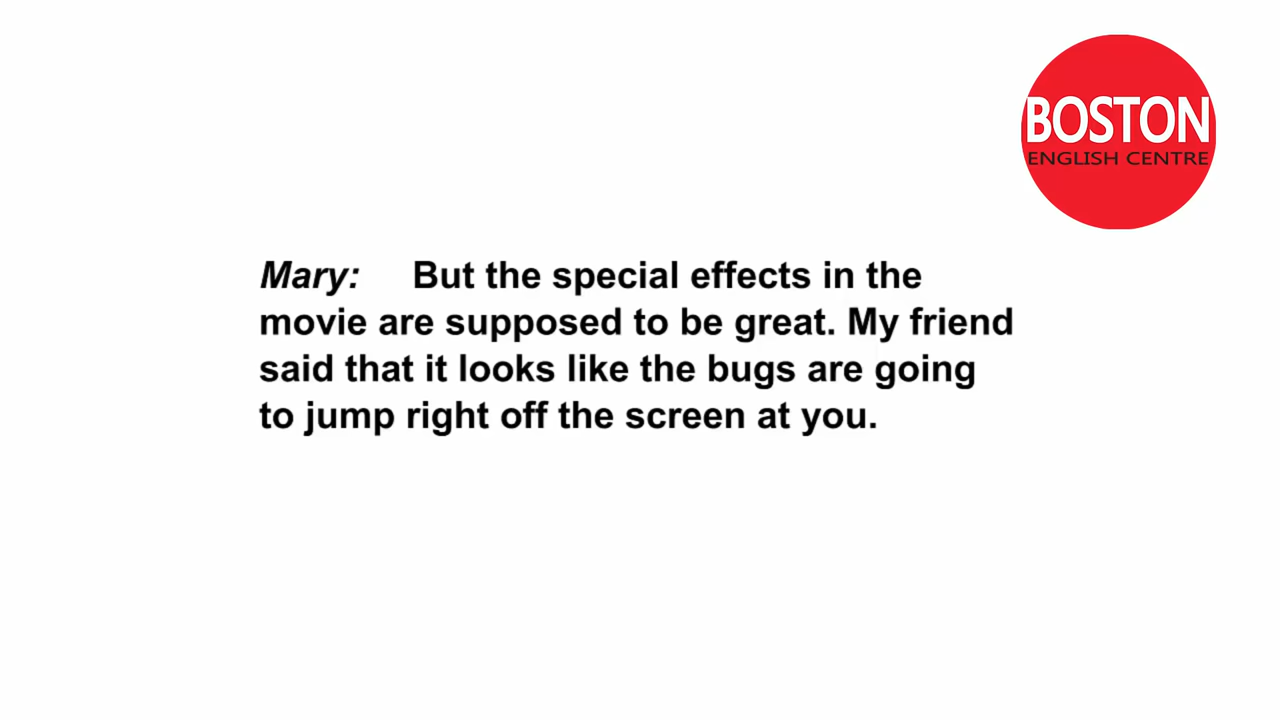 BOSTON
ENGLISH CENTRE
Mary: But the special effects in the
movie are supposed to be great. My friend
said that it looks like the bugs are going
to jump right off the screen at you.